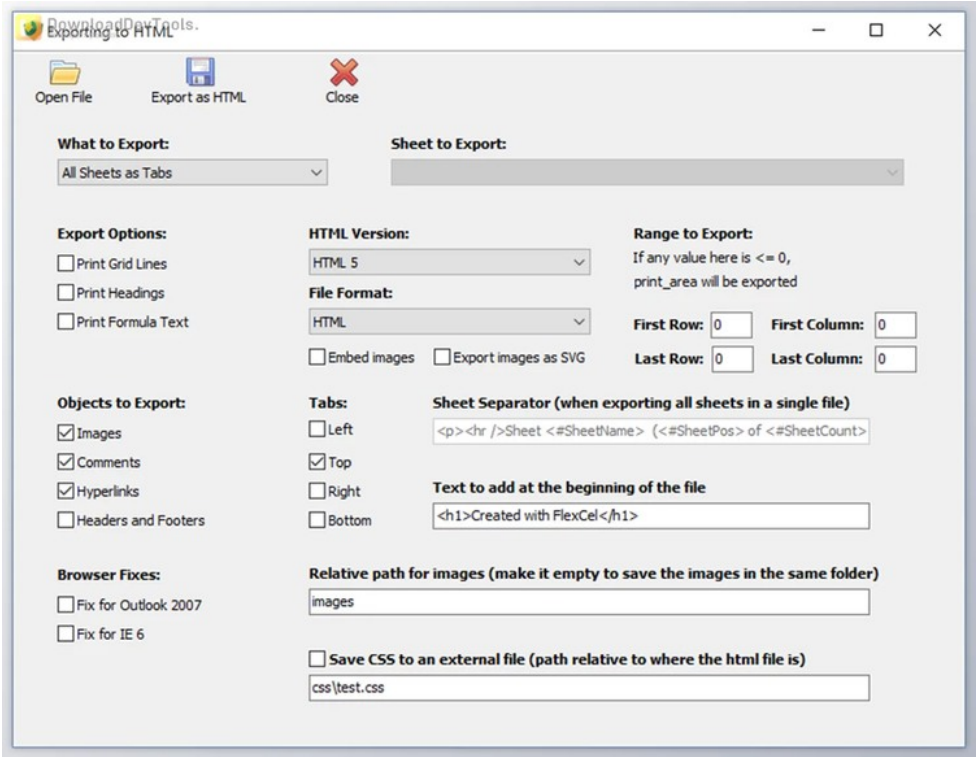 DownloadDevTools.
Exporting to HTML
Open File
Export as HTML
Close
What to Export:
Sheet to Export:
All Sheets as Tabs
Export Options:
HTML Version:
Range to Export:
Print Grid Lines
HTML 5
If any value here is <= 0,
print_area will be exported
Print Headings
File Format:
Print Formula Text
HTML
First Row: 0
First Column: 0
Embed images
Export images as SVG
Last Row: 0
Last Column: 0
Objects to Export:
Tabs:
Sheet Separator (when exporting all sheets in a single file)
Images
Left
<p><hr />Sheet <#SheetName> (<#SheetPos> of <#SheetCount>
Comments
Top
Hyperlinks
Right
Text to add at the beginning of the file
Headers and Footers
Bottom
<h1>Created with FlexCel</h1>
Browser Fixes:
Relative path for images (make it empty to save the images in the same folder)
Fix for Outlook 2007
images
Fix for IE 6
Save CSS to an external file (path relative to where the html file is)
css\test.css